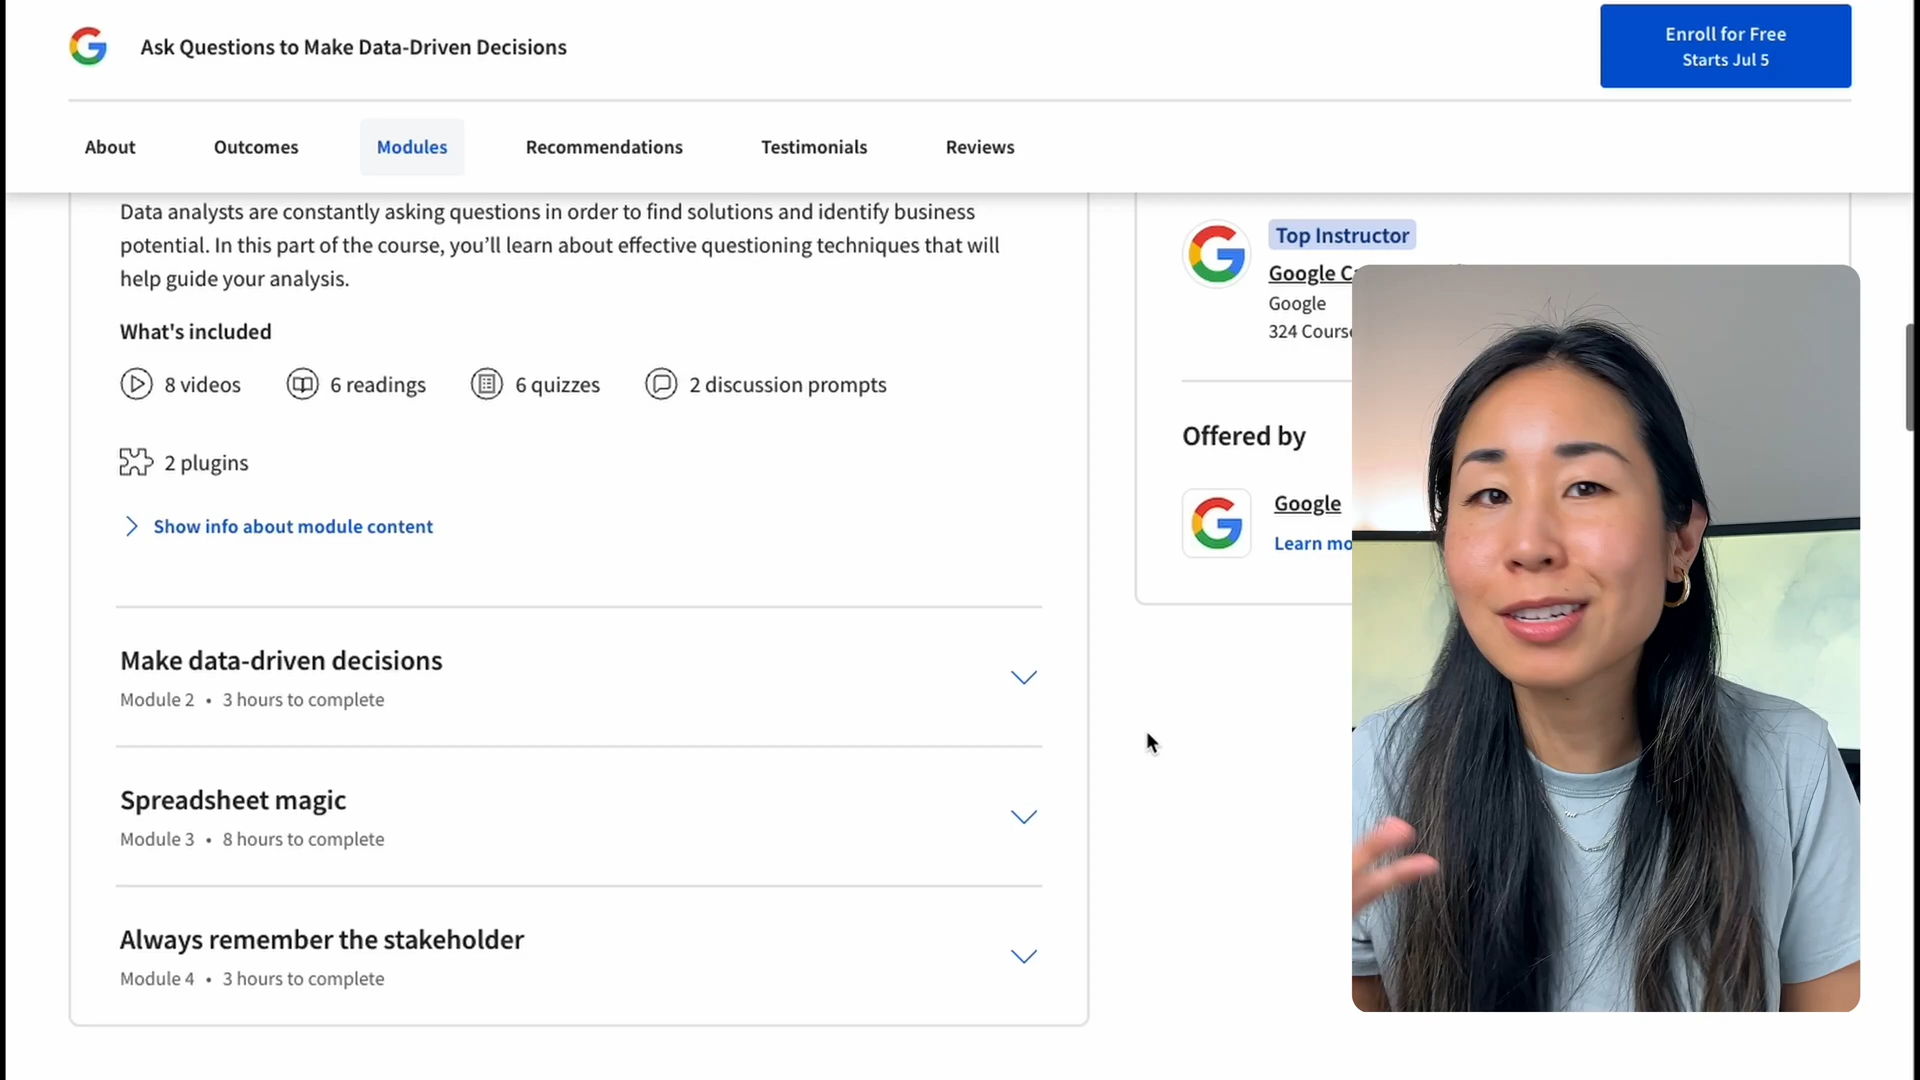 Ask Questions to Make Data-Driven Decisions
Enroll for Free
Starts Jul 5
About
Outcomes
Modules
Recommendations
Testimonials
Reviews
Data analysts are constantly asking questions in order to find solutions and identify business
potential. In this part of the course, you’ll learn about effective questioning techniques that will
help guide your analysis.
What's included
8 videos
6 readings
6 quizzes
2 discussion prompts
2 plugins
Show info about module content
Make data-driven decisions
Module 2 • 3 hours to complete
Spreadsheet magic
Module 3 • 8 hours to complete
Always remember the stakeholder
Module 4 • 3 hours to complete
Top Instructor
Google
Google
324
Offered by
Google
Learn